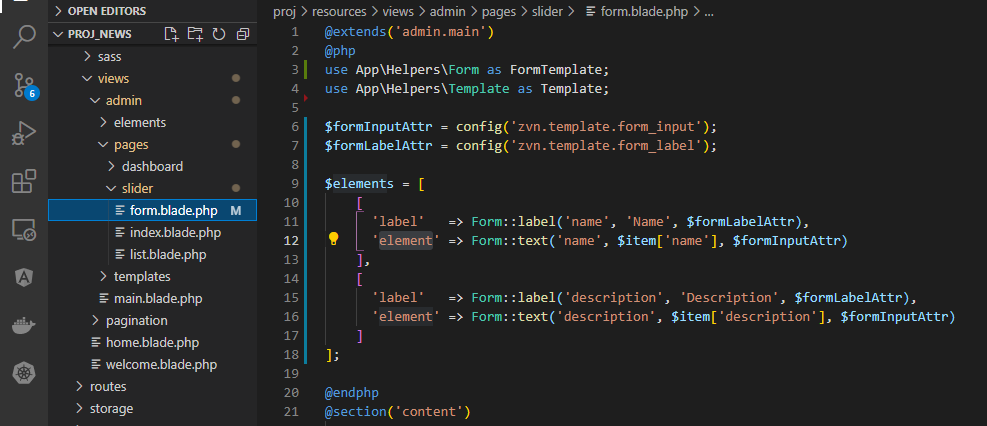 OPEN EDITORS
PROJ_NEWS
sass
views
admin
elements
pages
dashboard
slider
form.blade.php M
index.blade.php
list.blade.php
templates
main.blade.php
pagination
home.blade.php
welcome.blade.php
routes
storage
6
proj > resources > views > admin > pages > slider > form.blade.php > ...
1 @extends('admin.main')
2 @php
3 use App\Helpers\Form as FormTemplate;
4 use App\Helpers\Template as Template;
5
6 $formInputAttr = config('zvn.template.form_input');
7 $formLabelAttr = config('zvn.template.form_label');
8
9 $elements = [
10 [
11 'label' => Form::label('name', 'Name', $formLabelAttr),
12 'element' => Form::text('name', $item['name'], $formInputAttr)
13 ],
14 [
15 'label' => Form::label('description', 'Description', $formLabelAttr),
16 'element' => Form::text('description', $item['description'], $formInputAttr)
17 ]
18 ];
19
20 @endphp
21 @section('content')